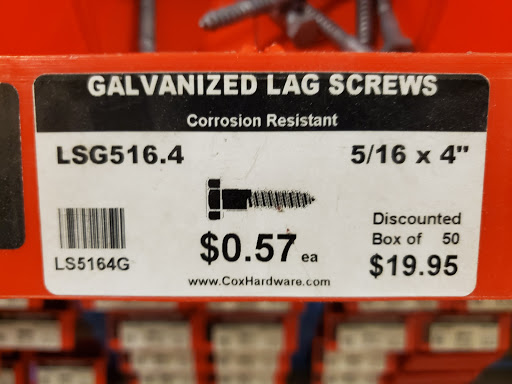 GALVANIZED LAG SCREWS
Corrosion Resistant
LSG516.4 5/16 x 4"
Discounted
Box of 50
$0.57 ea
$19.95
LS5164G
www.CoxHardware.com